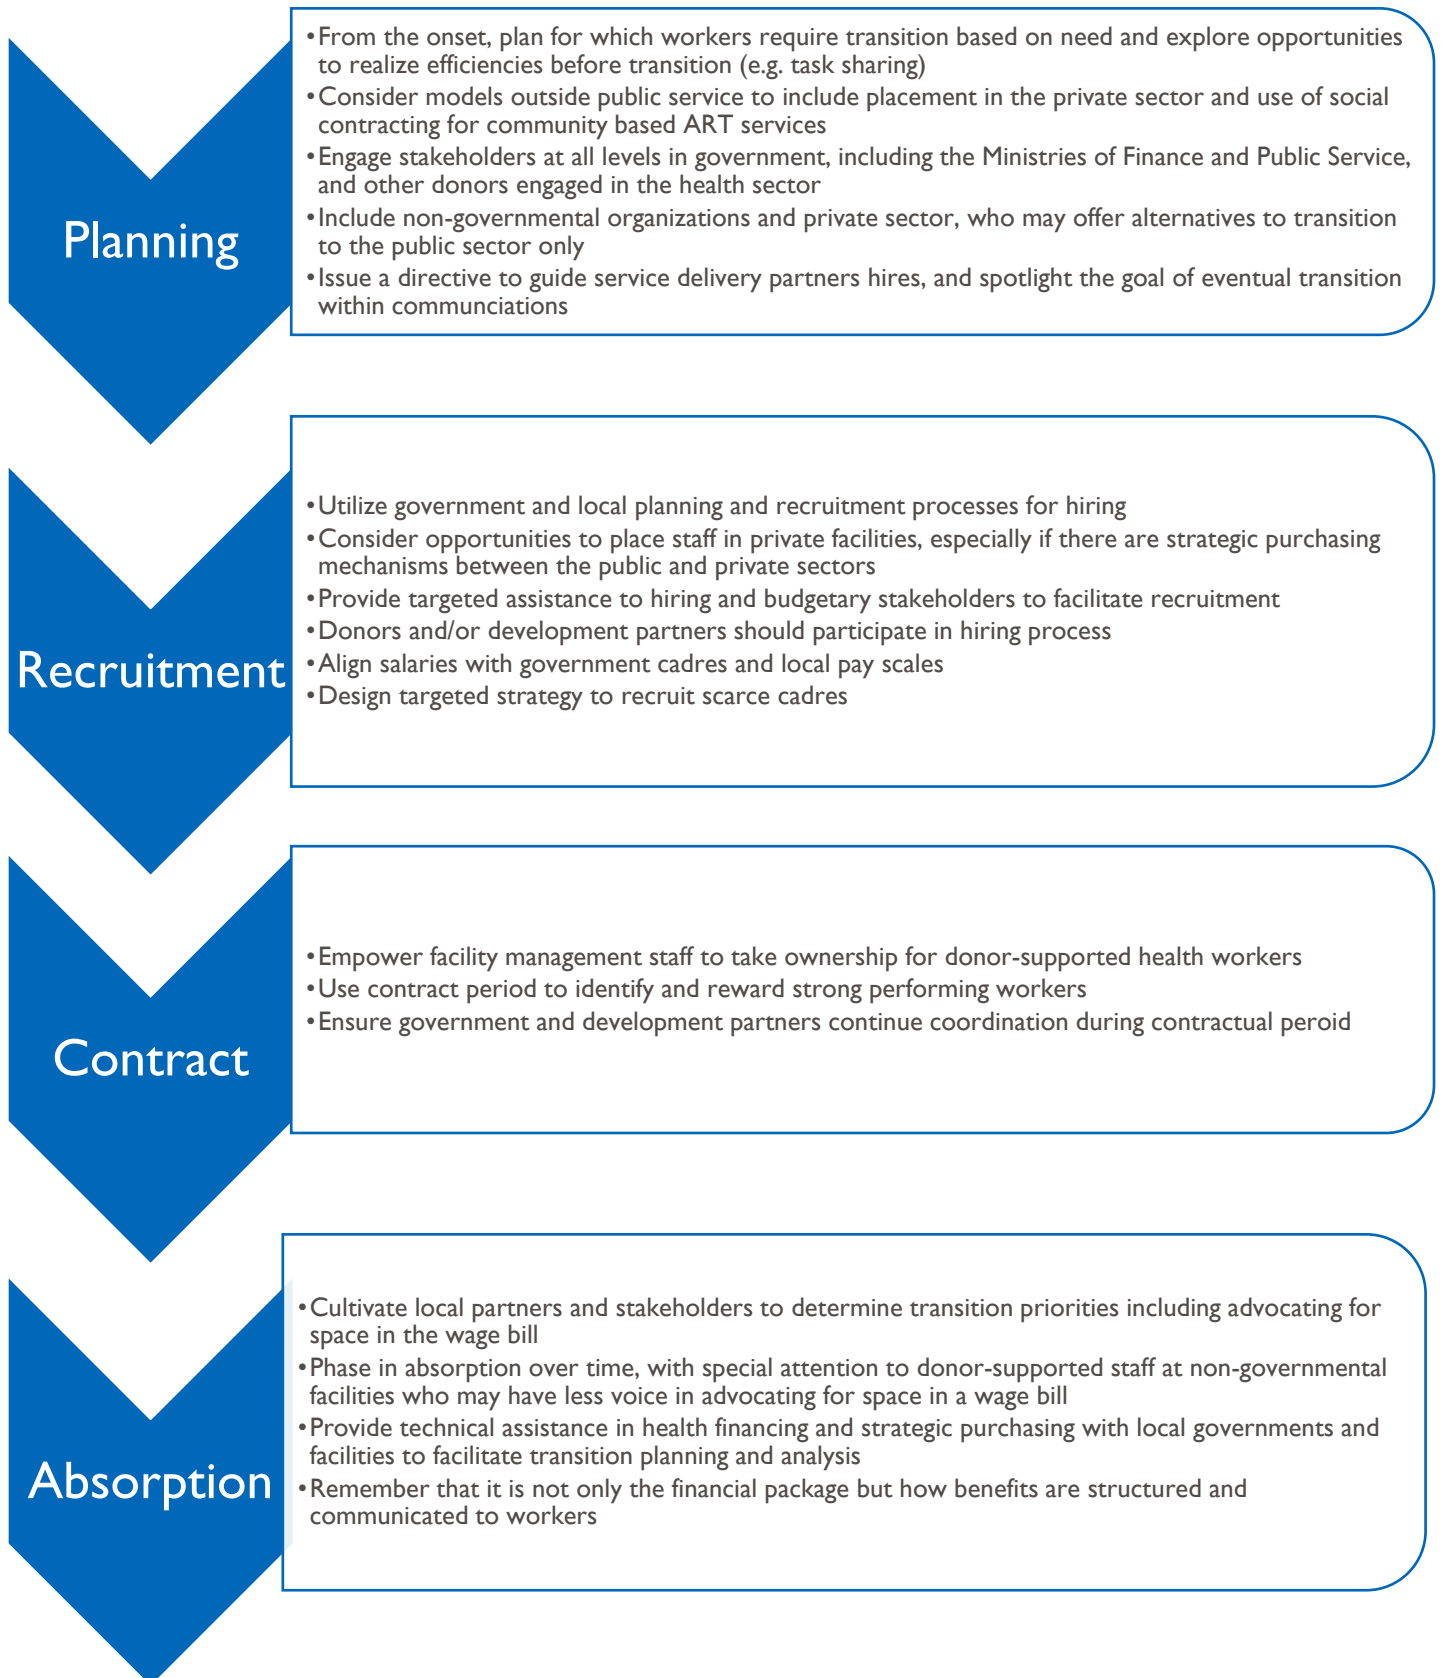 Planning
•From the onset, plan for which workers require transition based on need and explore opportunities
to realize efficiencies before transition (e.g. task sharing)
•Consider models outside public service to include placement in the private sector and use of social
contracting for community based ART services
•Engage stakeholders at all levels in government, including the Ministries of Finance and Public Service,
and other donors engaged in the health sector
•Include non-governmental organizations and private sector, who may offer alternatives to transition
to the public sector only
•Issue a directive to guide service delivery partners hires, and spotlight the goal of eventual transition
within communciations
Recruitment
•Utilize government and local planning and recruitment processes for hiring
•Consider opportunities to place staff in private facilities, especially if there are strategic purchasing
mechanisms between the public and private sectors
•Provide targeted assistance to hiring and budgetary stakeholders to facilitate recruitment
•Donors and/or development partners should participate in hiring process
•Align salaries with government cadres and local pay scales
•Design targeted strategy to recruit scarce cadres
Contract
•Empower facility management staff to take ownership for donor-supported health workers
•Use contract period to identify and reward strong performing workers
•Ensure government and development partners continue coordination during contractual peroid
Absorption
•Cultivate local partners and stakeholders to determine transition priorities including advocating for
space in the wage bill
•Phase in absorption over time, with special attention to donor-supported staff at non-governmental
facilities who may have less voice in advocating for space in a wage bill
•Provide technical assistance in health financing and strategic purchasing with local governments and
facilities to facilitate transition planning and analysis
•Remember that it is not only the financial package but how benefits are structured and
communicated to workers